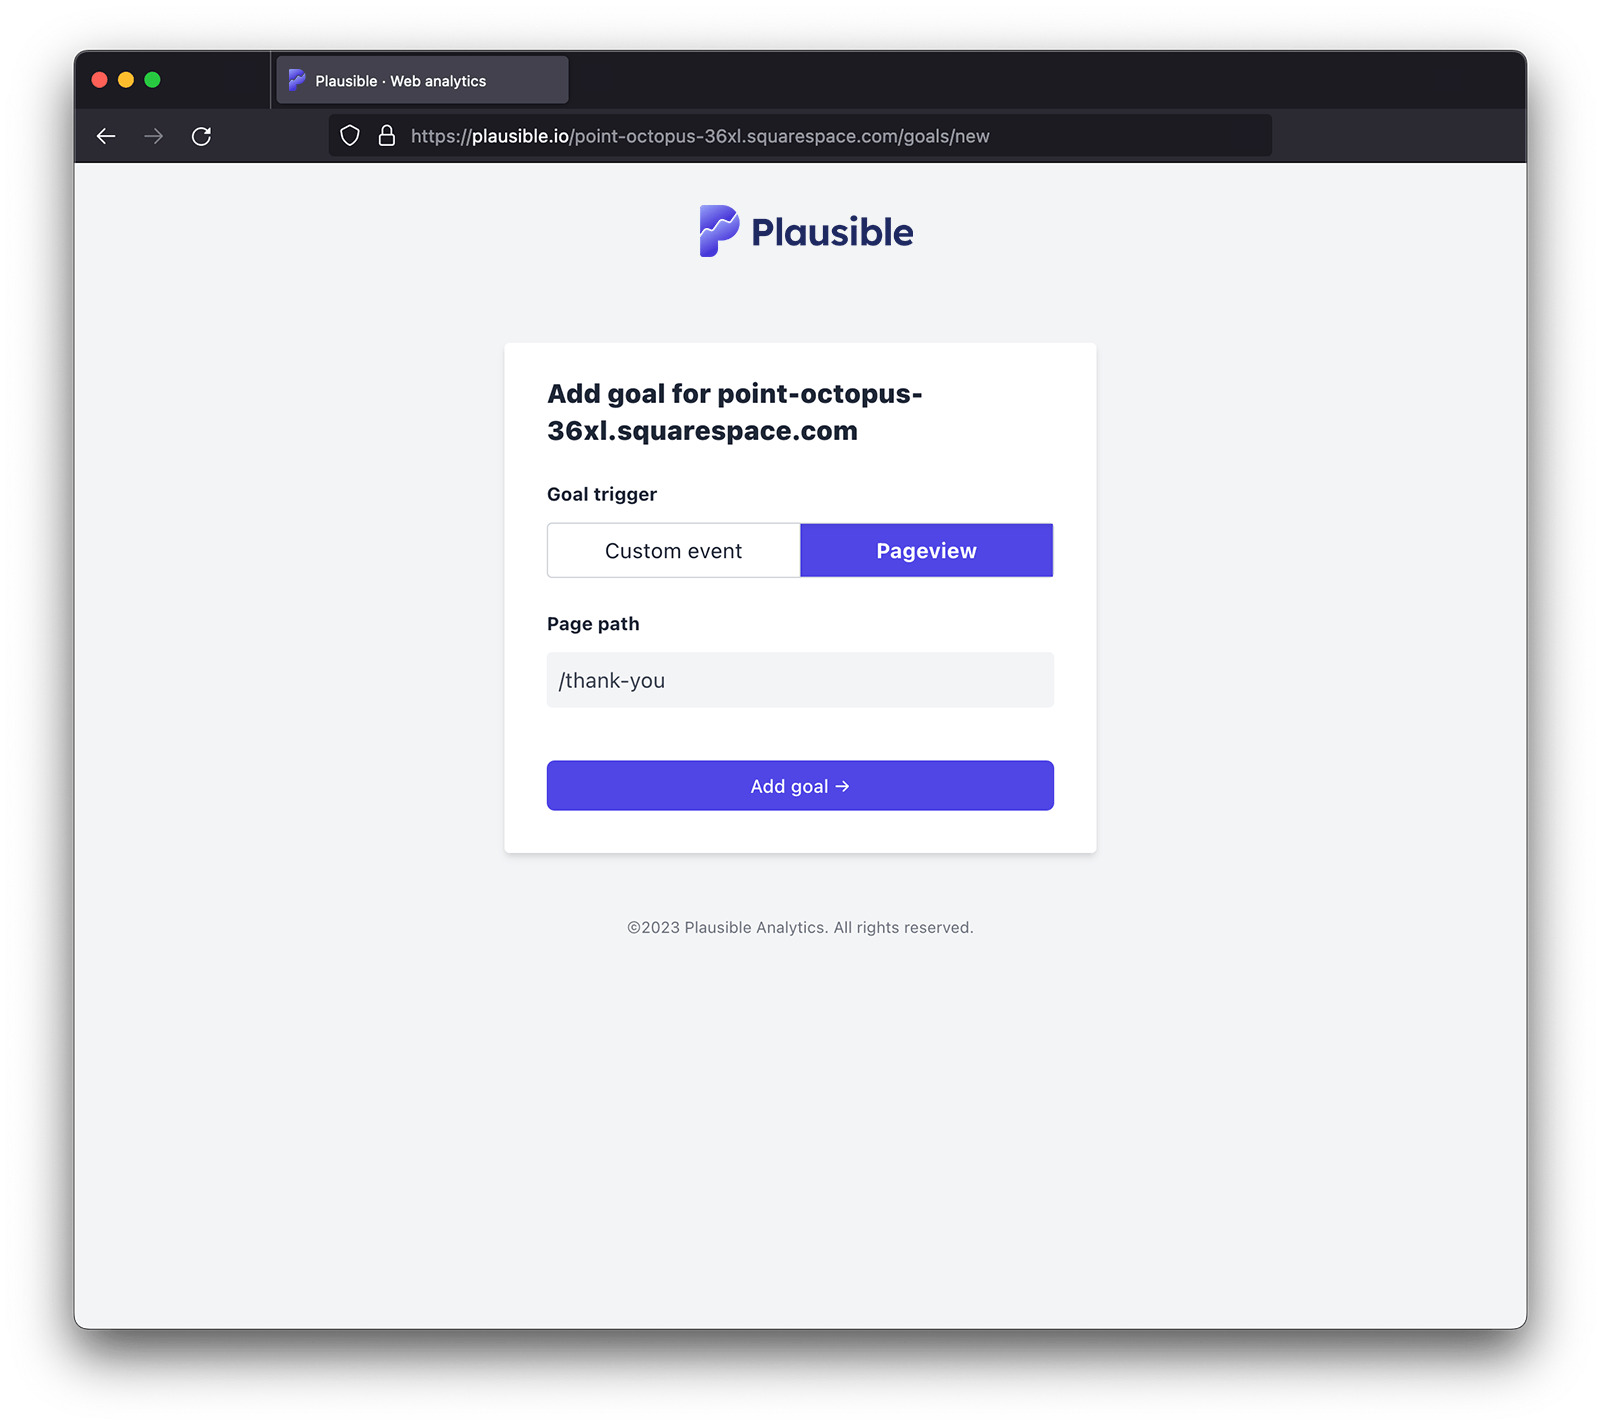 Plausible · Web analytics
https://plausible.io/point-octopus-36xl.squarespace.com/goals/new
Plausible
Add goal for point-octopus-
36xl.squarespace.com
Goal trigger
Custom event Pageview
Page path
/thank-you
Add goal →
©2023 Plausible Analytics. All rights reserved.